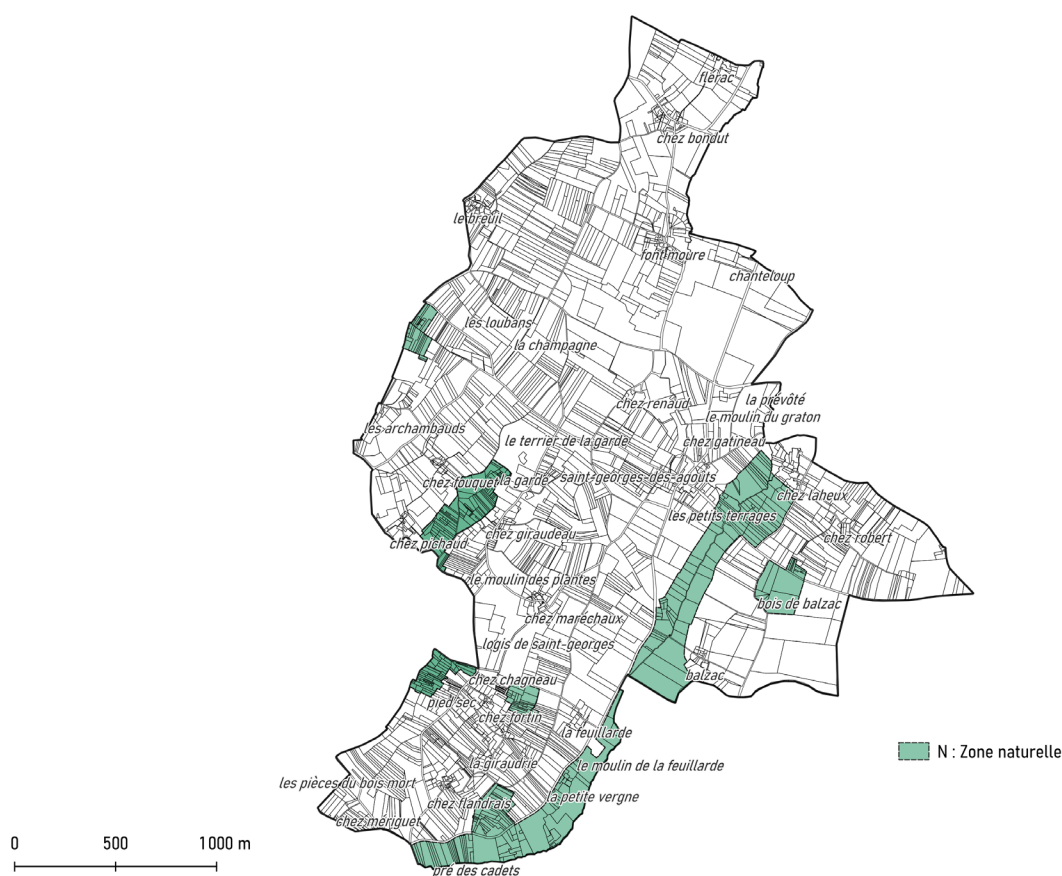 flérac
chez bondut
le breuil
font moure
chanteloup
les loubans
la champagne
chez renaud
la prévôté
le moulin du graton
les archambauds
le terrier de la garde
chez gatineau
chez fouquet
la garde
saint-georges-des-agoûts
chez laheux
les petits terrages
chez pichaud
chez giraudeau
chez robert
le moulin des plantes
bois de balzac
chez maréchaux
logis de saint-georges
chez chagneau
balzac
pied sec
chez fortin
la feuillarde
N : Zone naturelle
la giraudrie
le moulin de la feuillarde
les pièces du bois mort
chez flandrais
la petite vergne
chez mériguet
0 500 1000 m
pré des cadets